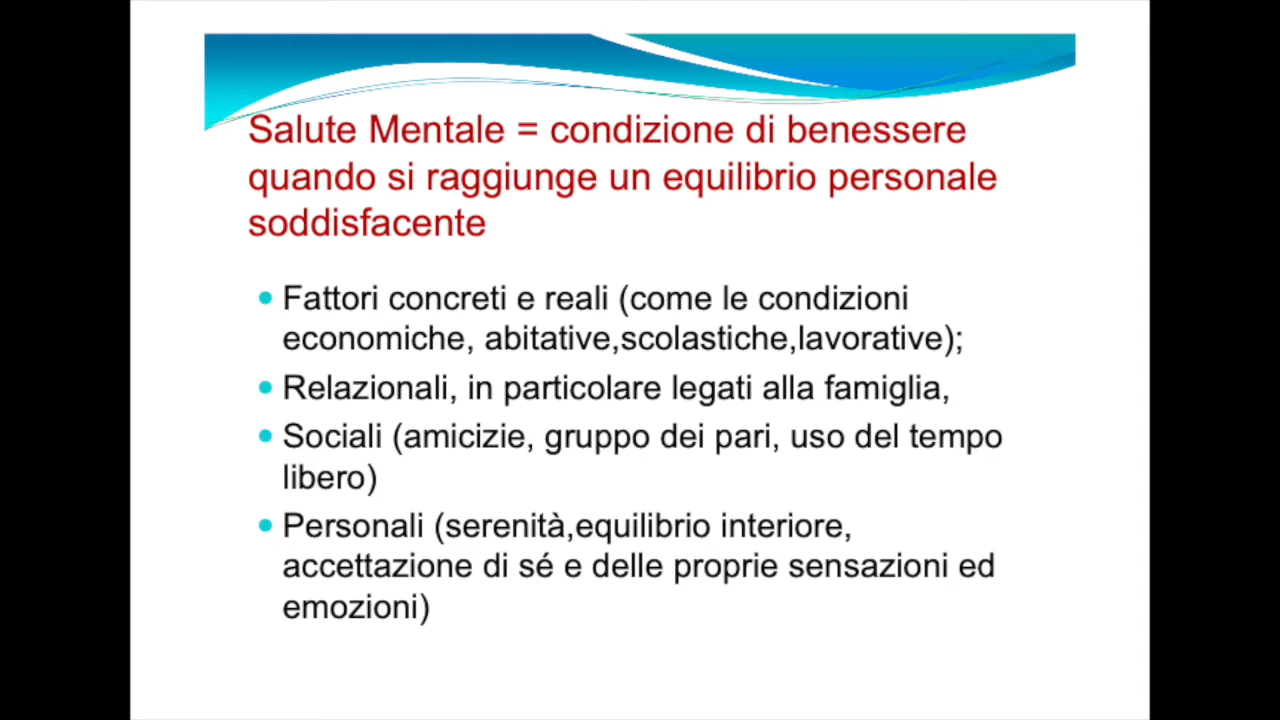 Salute Mentale = condizione di benessere
quando si raggiunge un equilibrio personale
soddisfacente
Fattori concreti e reali (come le condizioni
economiche, abitative,scolastiche,lavorative);
Relazionali, in particolare legati alla famiglia,
Sociali (amicizie, gruppo dei pari, uso del tempo
libero)
Personali (serenità,equilibrio interiore,
accettazione di sé e delle proprie sensazioni ed
emozioni)